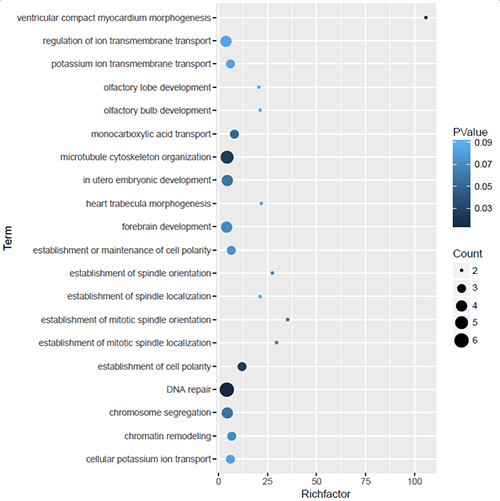 ventricular compact myocardium morphogenesis
regulation of ion transmembrane transport
potassium ion transmembrane transport
olfactory lobe development
olfactory bulb development
monocarboxylic acid transport
microtubule cytoskeleton organization
in utero embryonic development
heart trabecula morphogenesis
forebrain development
establishment or maintenance of cell polarity
establishment of spindle orientation
establishment of spindle localization
establishment of mitotic spindle orientation
establishment of mitotic spindle localization
establishment of cell polarity
DNA repair
chromosome segregation
chromatin remodeling
cellular potassium ion transport
Term
0 25 50 75 100
Richfactor
PValue
0.09
0.07
0.05
0.03
Count
2
3
4
5
6